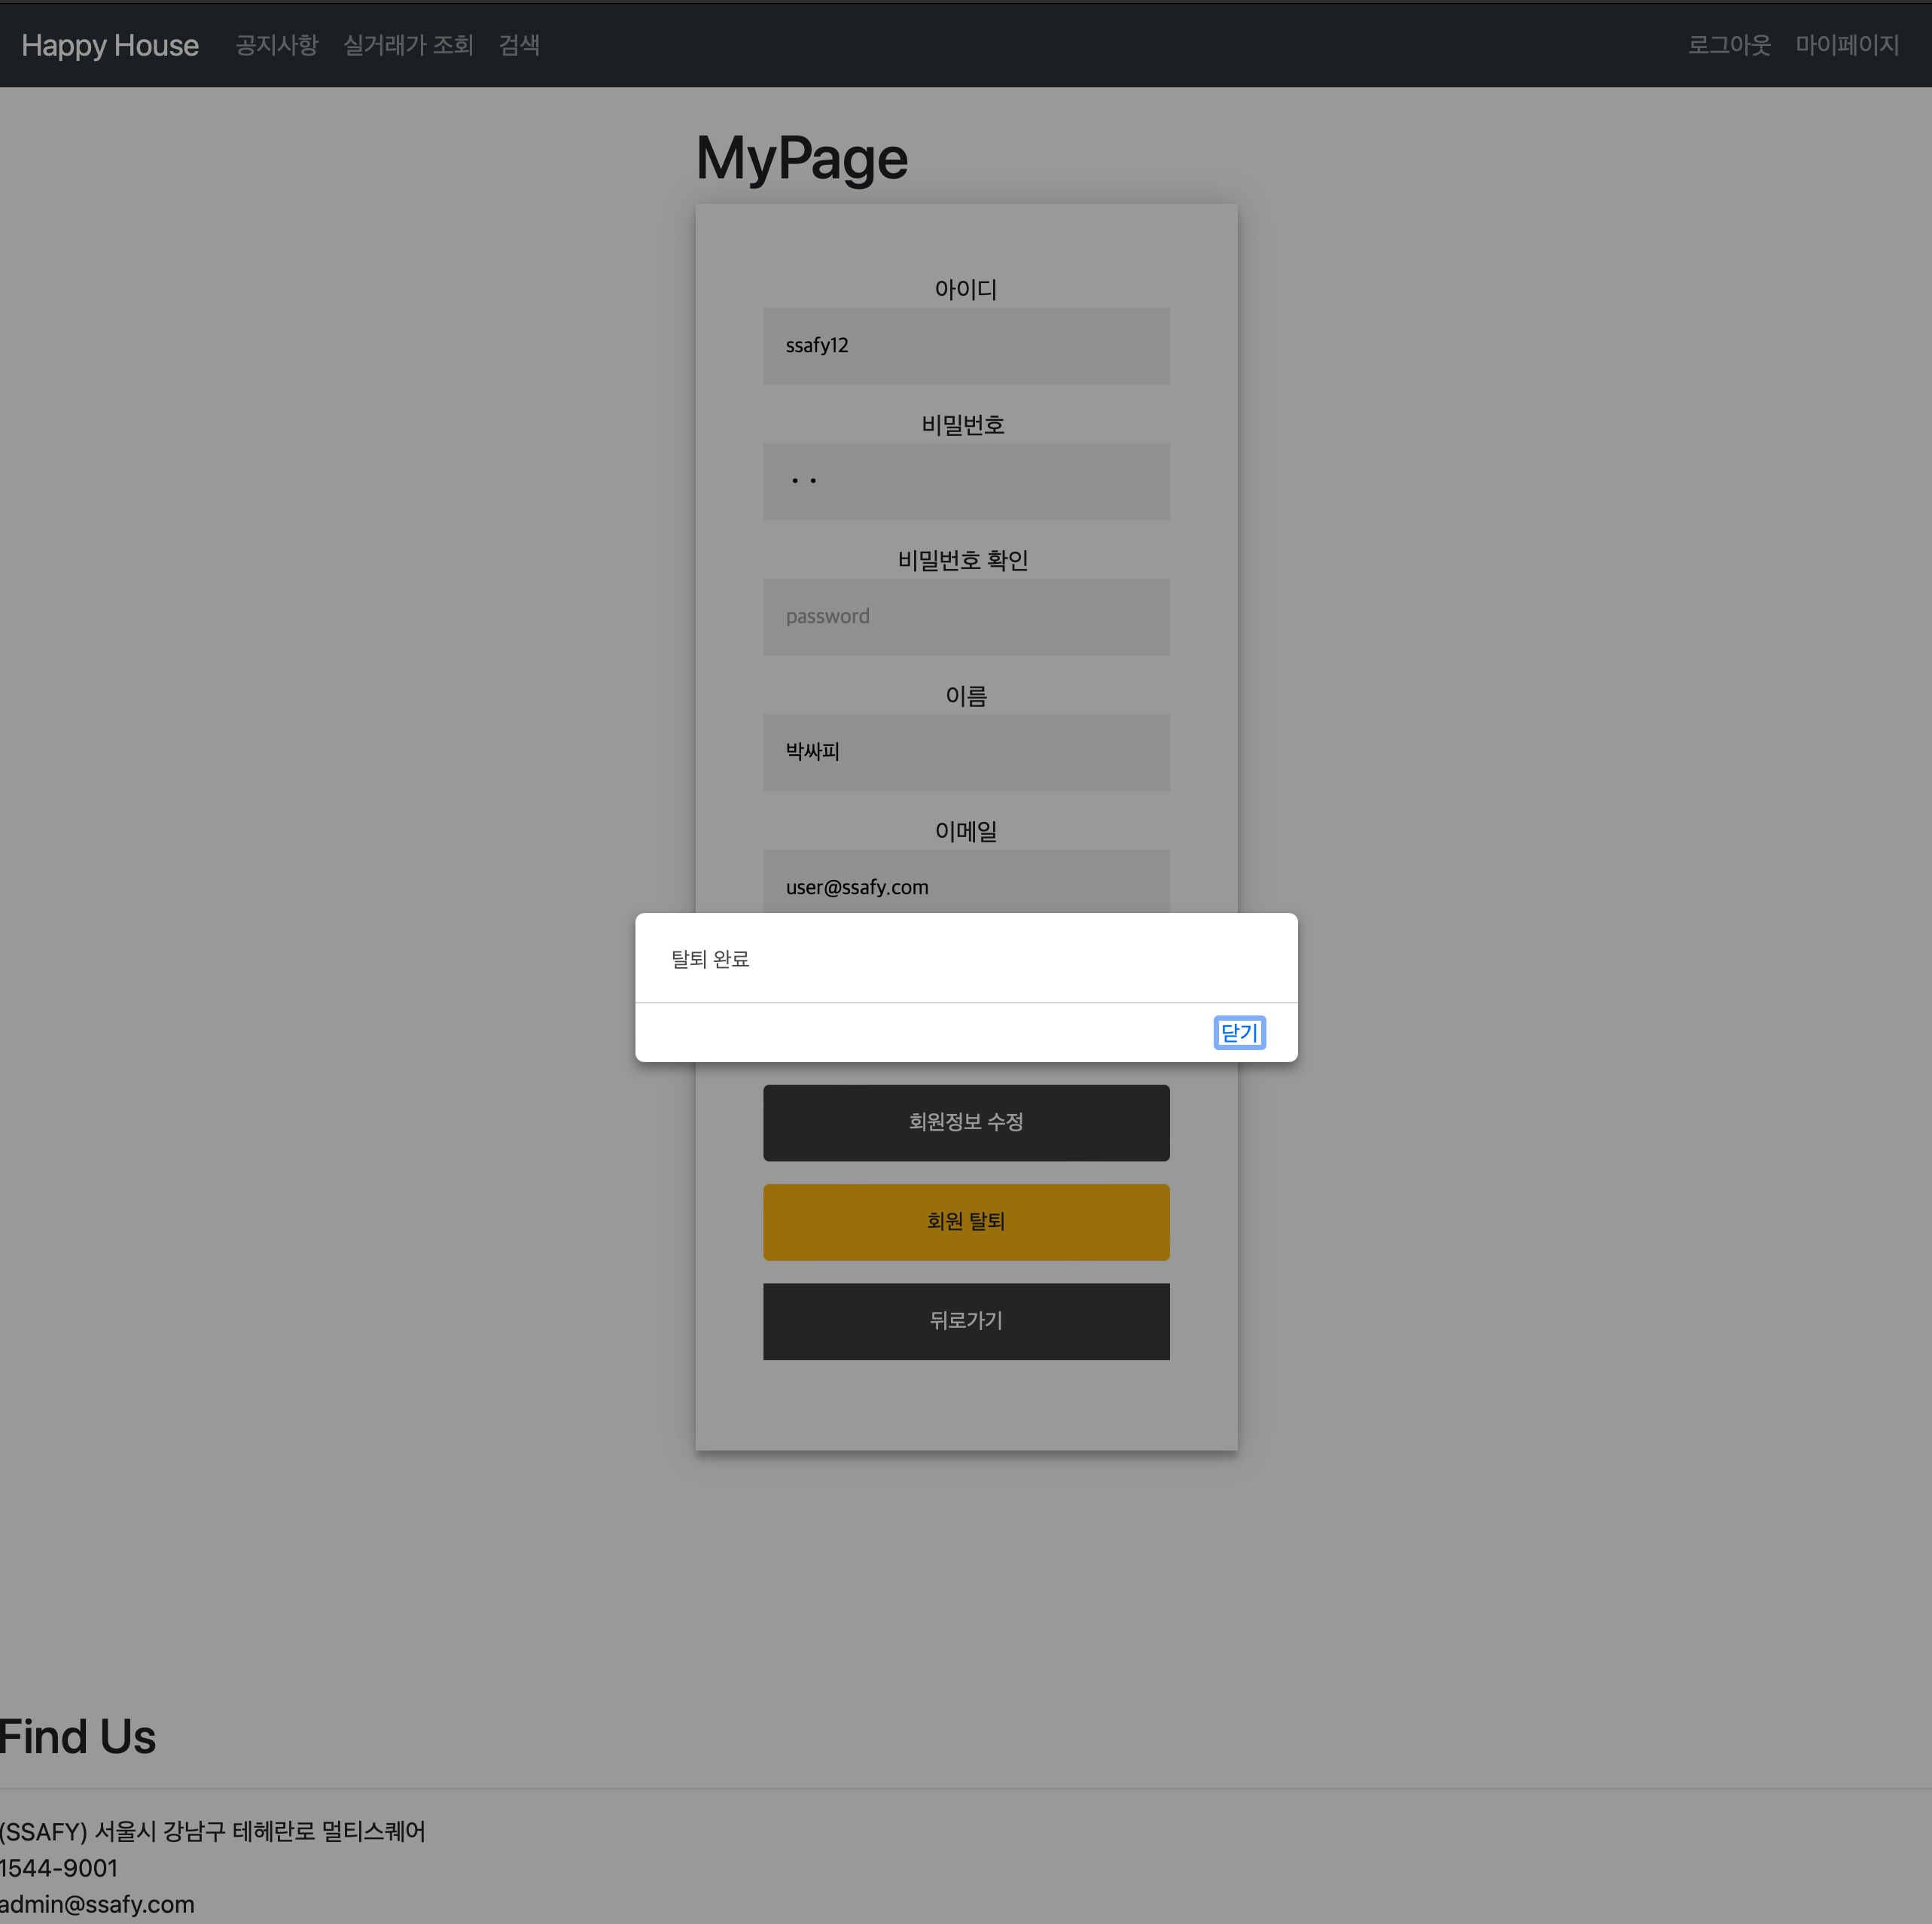 Happy House 공지사항 실거래가 조회 검색 로그아웃 마이페이지
MyPage
아이디
ssafy12
비밀번호
비밀번호 확인
password
이름
박싸피
이메일
user@ssafy.com
탈퇴 완료
닫기
회원정보 수정
회원 탈퇴
뒤로가기
Find Us
(SSAFY) 서울시 강남구 테헤란로 멀티스퀘어
1544-9001
admin@ssafy.com